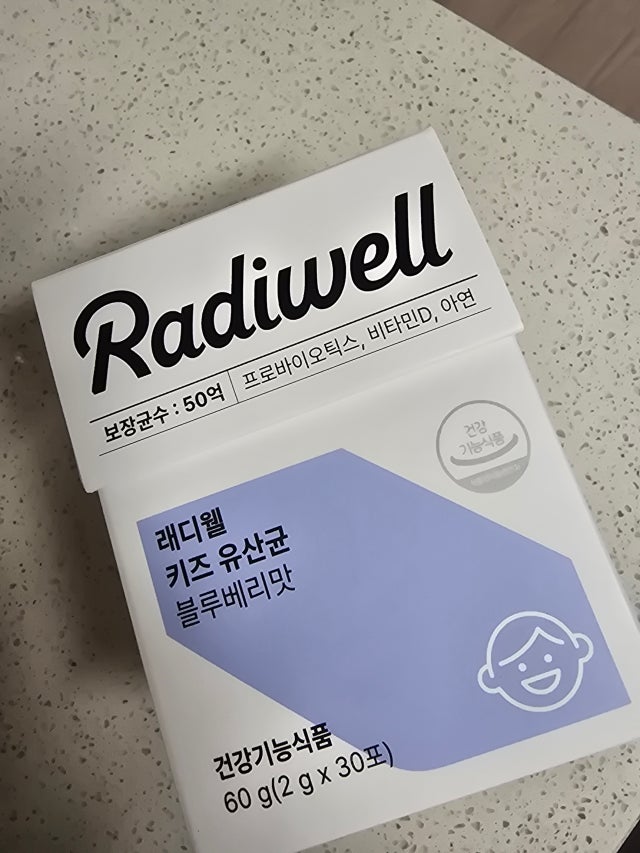 Radiwell
보장균수 : 50억 프로바이오틱스, 비타민D, 아연
건강
기능식품
래디웰
키즈 유산균
블루베리맛
건강기능식품
60 g(2 g x 30포)